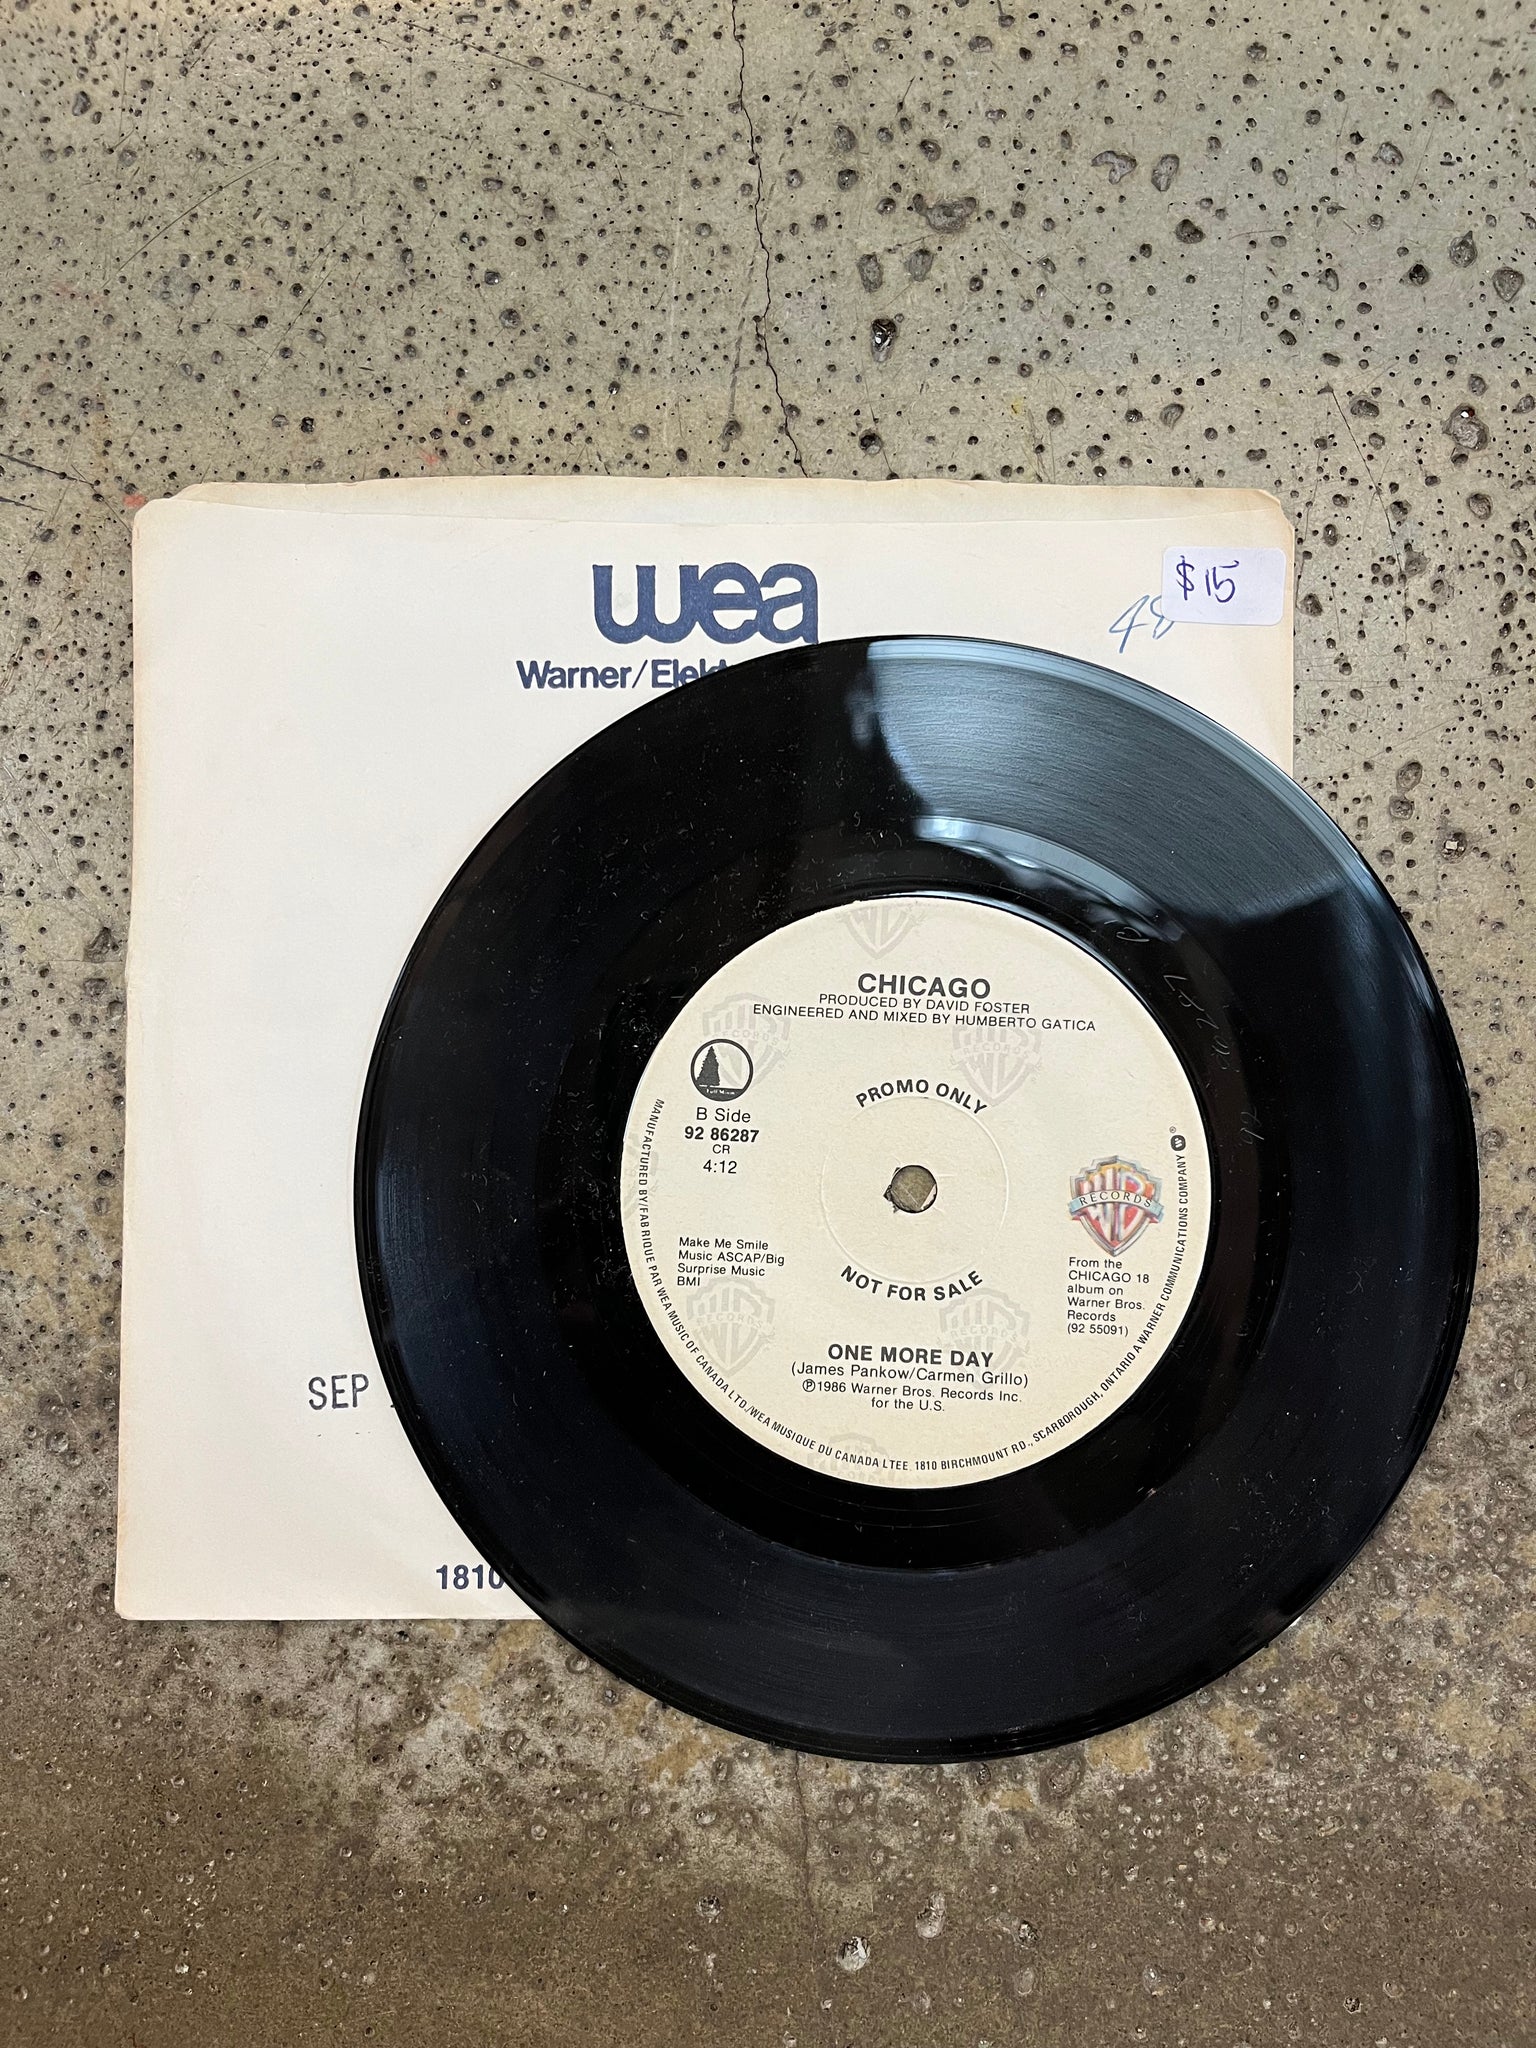 wea
Warner/Elek
$15
48
SEP
1810
CHICAGO
PRODUCED BY DAVID FOSTER
ENGINEERED AND MIXED BY HUMBERTO GATICA
PROMO ONLY
Full Moon
B Side
92 86287
CR
4:12
RECORDS
Make Me Smile
Music ASCAP/Big
Surprise Music
BMI
From the
CHICAGO 18
album on
Warner Bros.
Records
(92 55091)
NOT FOR SALE
ONE MORE DAY
(James Pankow/Carmen Grillo)
℗1986 Warner Bros. Records Inc.
for the U.S.
MANUFACTURED BY/FABRIQUE PAR WEA MUSIC OF CANADA LTD./WEA MUSIQUE DU CANADA LTEE, 1810 BIRCHMOUNT RD., SCARBOROUGH, ONTARIO A WARNER COMMUNICATIONS COMPANY ®